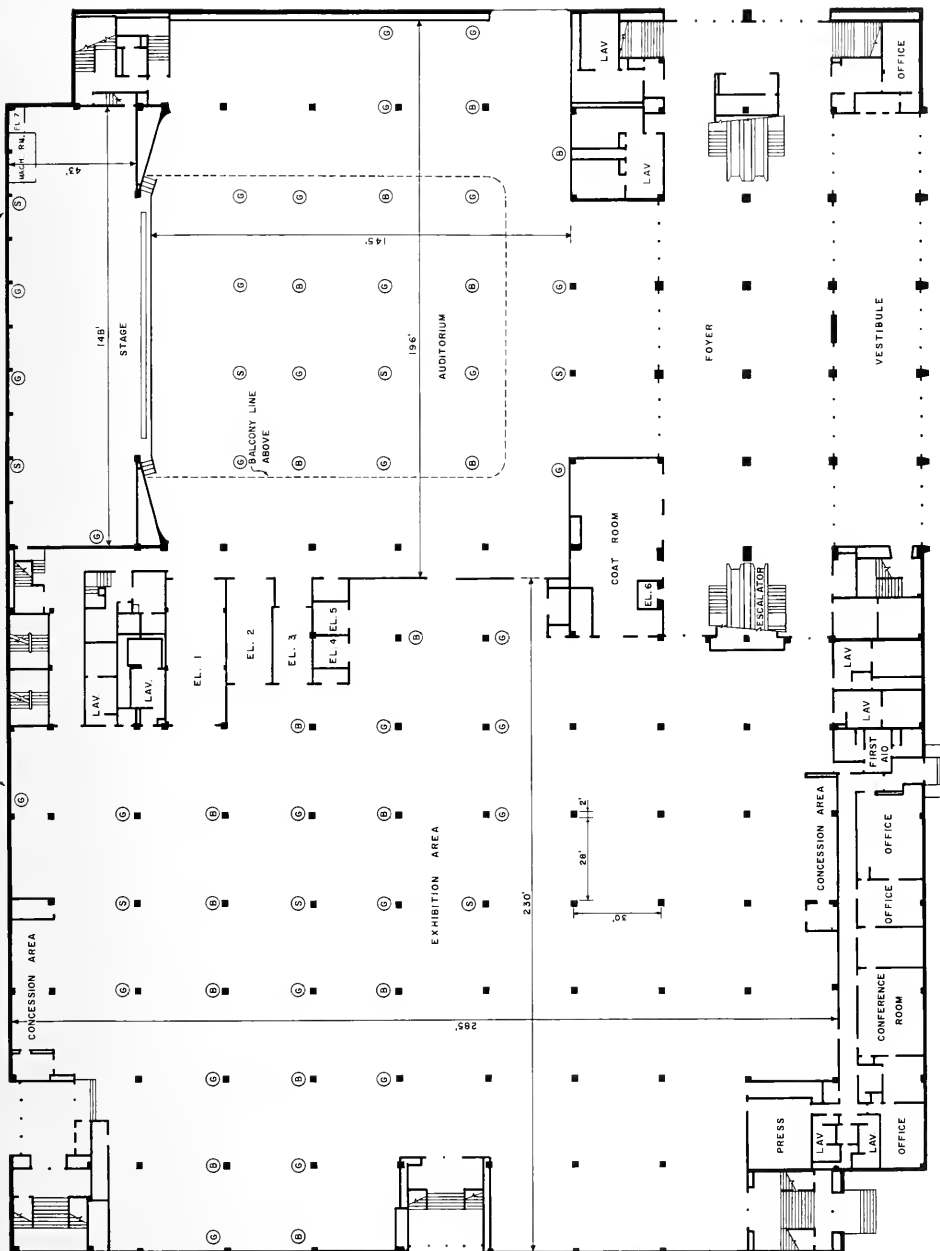 G
G
LAV
OFFICE
G
B
FL 7
MACH. RN.
43'
B
LAV
S
G
G
B
G
145'
G
G
B
G
B
G
148'
STAGE
196'
AUDITORIUM
FOYER
VESTIBULE
G
S
B
S
G
S
S
G
B
G
B
G
BALCONY LINE
ABOVE
G
COAT ROOM
EL. 6
ESCALATOR
EL. 1
EL. 2
EL. 3
EL. 4
EL. 5
B
G
LAV.
LAV.
LAV
LAV
B
G
G
FIRST
AID
G
G
B
G
B
G
2'
28'
30'
EXHIBITION AREA
230'
CONCESSION AREA
OFFICE
S
B
S
G
S
OFFICE
CONCESSION AREA
G
B
G
B
285'
CONFERENCE
ROOM
G
B
G
PRESS
LAV
LAV
OFFICE
B
G
G
B